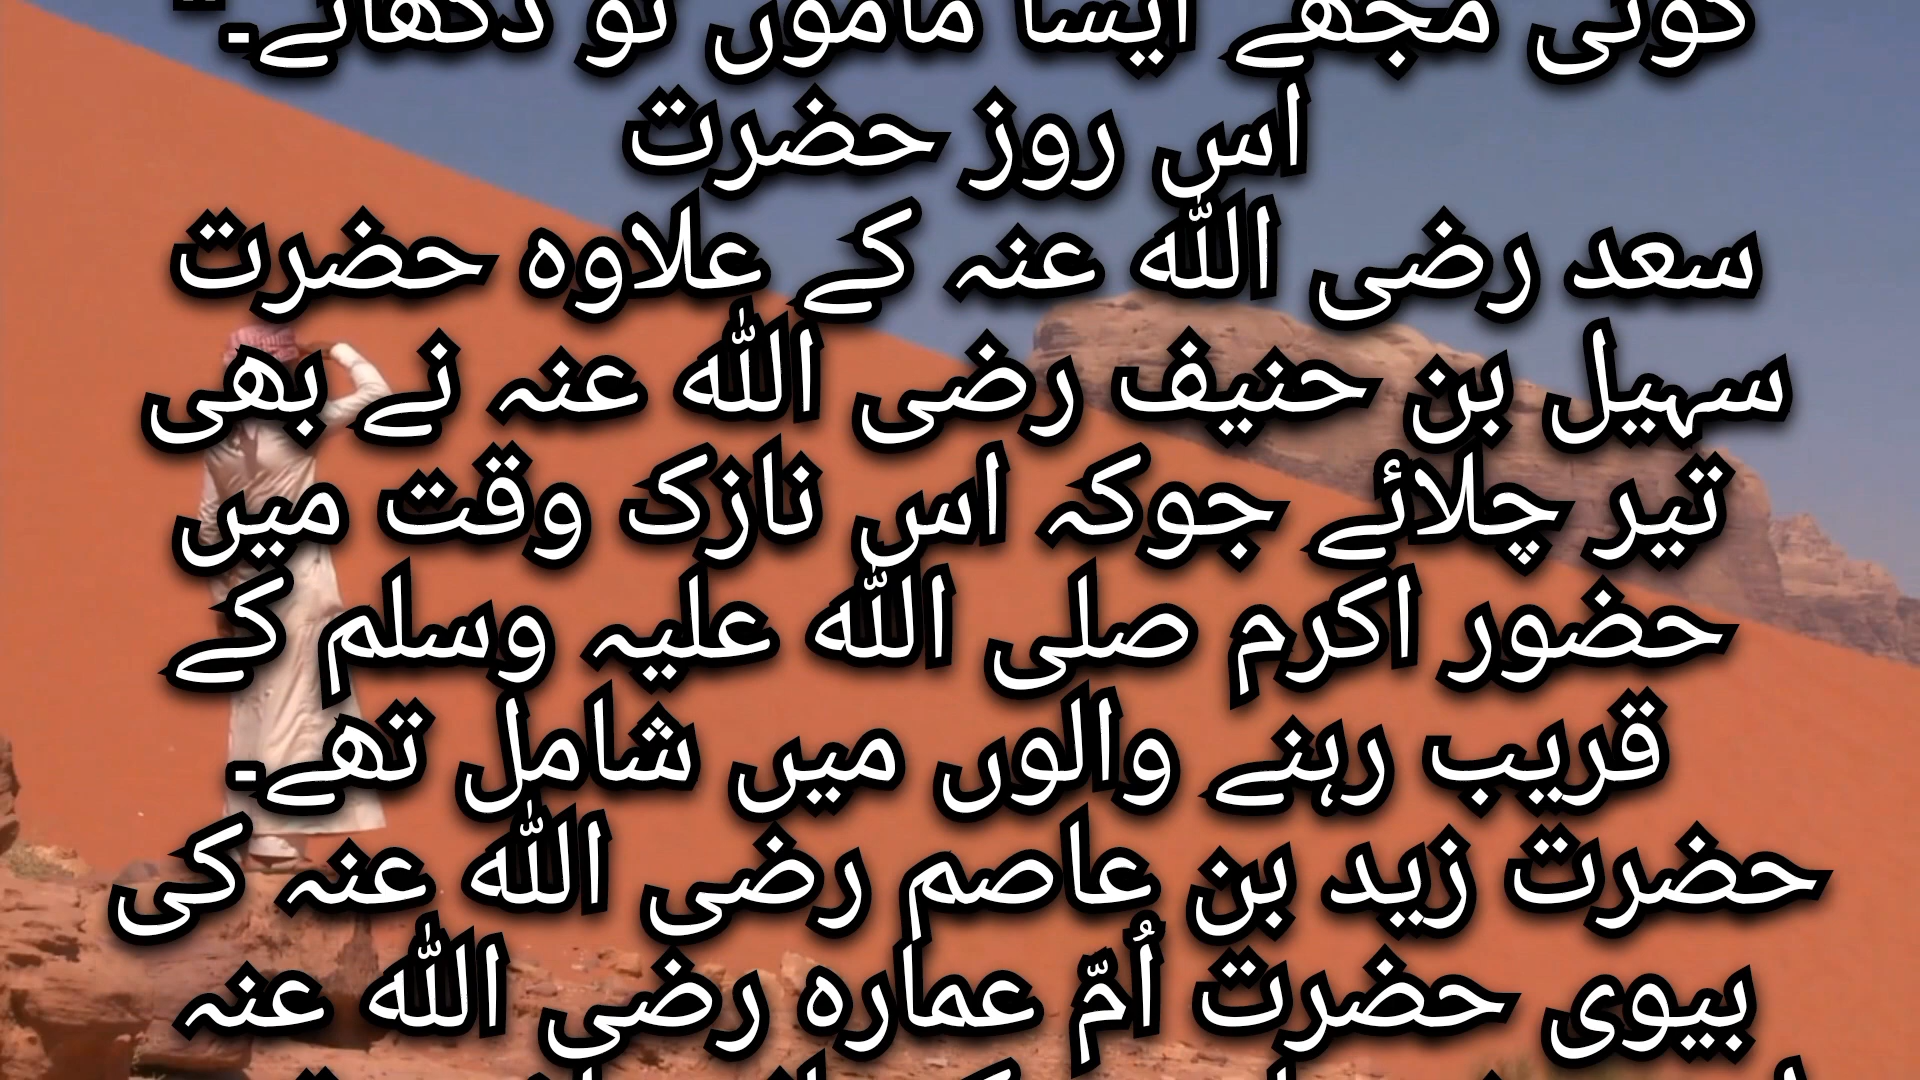 کوئی مجھے ایسا ماموں تو دکھائے۔"
اس روز حضرت
سعد رضی اللہ عنہ کے علاوہ حضرت
سہیل بن حنیف رضی اللہ عنہ نے بھی
تیر چلائے جوکہ اس نازک وقت میں
حضور اکرم صلی اللہ علیہ وسلم کے
قریب رہنے والوں میں شامل تھے۔
حضرت زید بن عاصم رضی اللہ عنہ کی
بیوی حضرت اُمّ عمارہ رضی اللہ عنہ